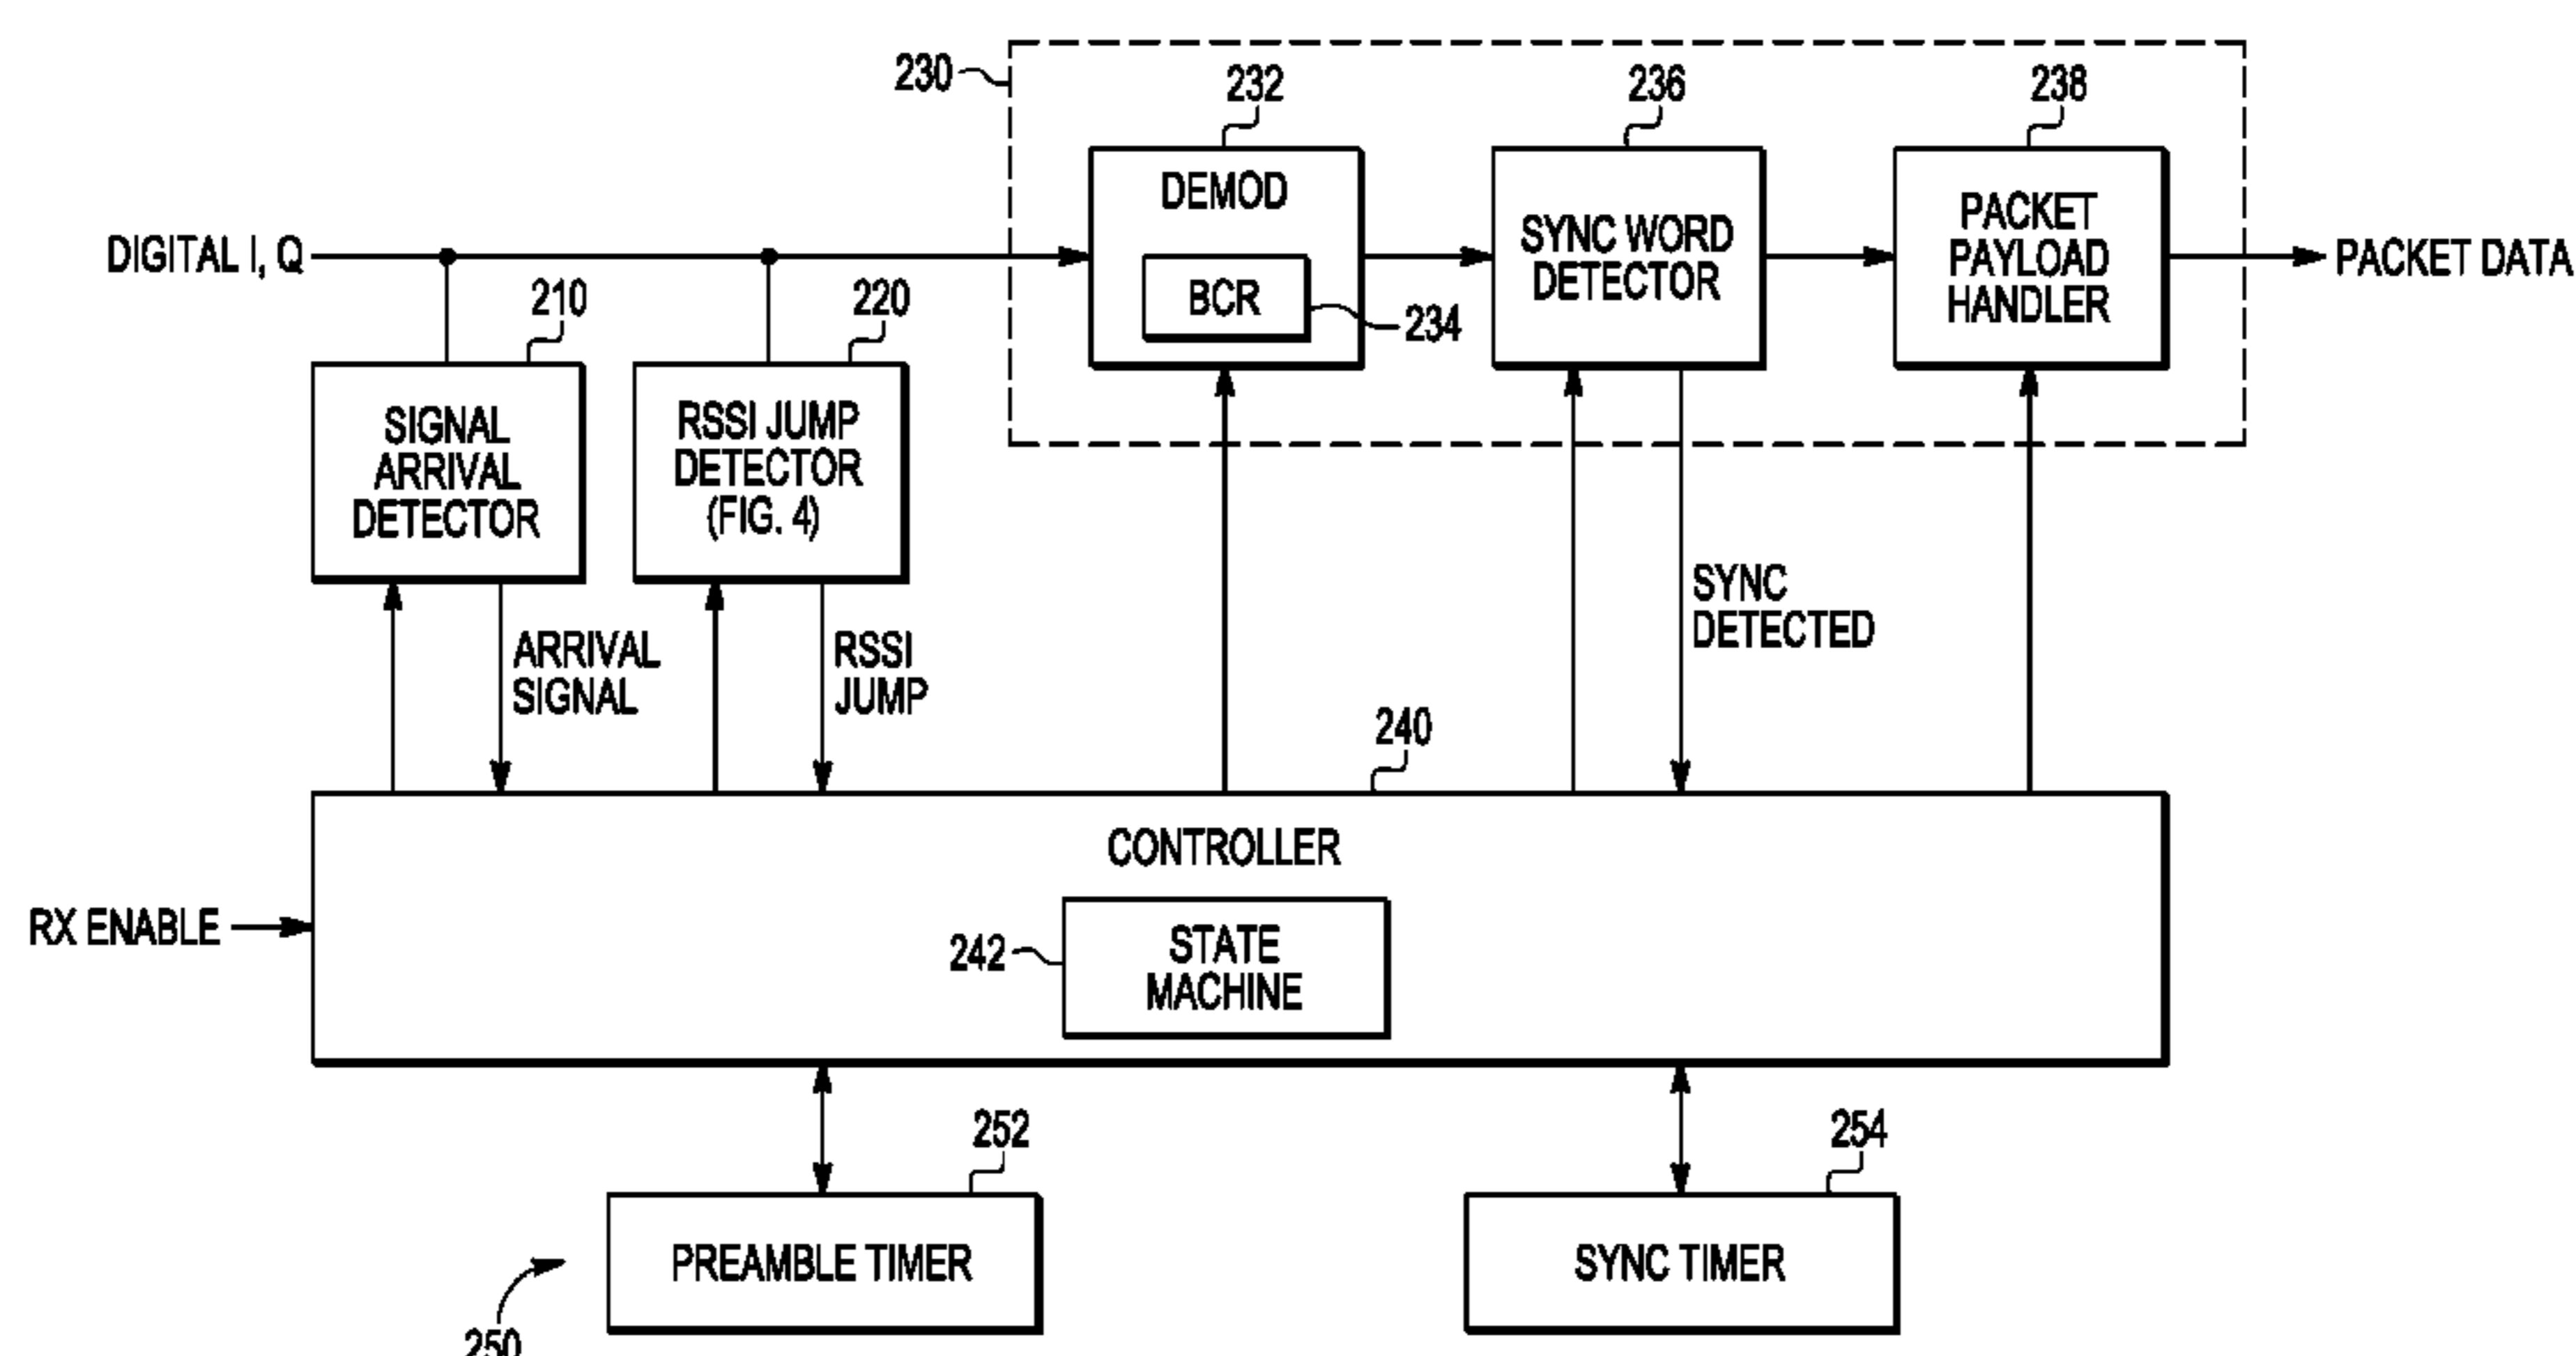 230
232
236
238
DEMOD
BCR
234
SYNC WORD
DETECTOR
PACKET
PAYLOAD
HANDLER
DIGITAL I, Q
PACKET DATA
210
220
SIGNAL
ARRIVAL
DETECTOR
RSSI JUMP
DETECTOR
(FIG. 4)
ARRIVAL
SIGNAL
RSSI
JUMP
SYNC
DETECTED
240
CONTROLLER
RX ENABLE
242
STATE
MACHINE
252
254
PREAMBLE TIMER
SYNC TIMER
250